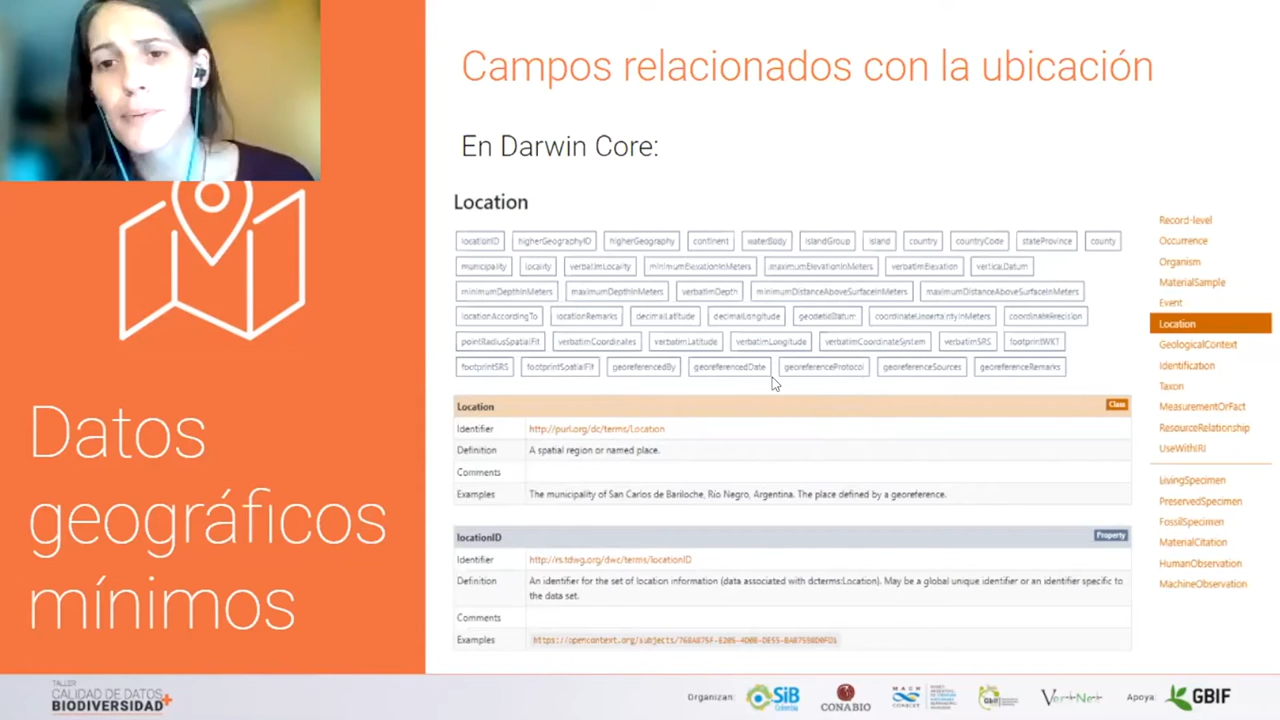 Campos relacionados con la ubicación
En Darwin Core:
Location
locationID higherGeographyID higherGeography continent waterBody islandGroup island country countryCode stateProvince county
municipality locality verbatimLocality minimumElevationInMeters maximumElevationInMeters verbatimElevation verticalDatum
minimumDepthInMeters maximumDepthInMeters verbatimDepth minimumDistanceAboveSurfaceInMeters maximumDistanceAboveSurfaceInMeters
locationAccordingTo locationRemarks decimalLatitude decimalLongitude geodeticDatum coordinateUncertaintyInMeters coordinatePrecision
pointRadiusSpatialFit verbatimCoordinates verbatimLatitude verbatimLongitude verbatimCoordinateSystem verbatimSRS footprintWKT
footprintSRS footprintSpatialFit georeferencedBy georeferencedDate georeferenceProtocol georeferenceSources georeferenceRemarks
Location Class
Identifier http://purl.org/dc/terms/Location
Definition A spatial region or named place.
Comments
Examples The municipality of San Carlos de Bariloche, Río Negro, Argentina. The place defined by a georeference.
locationID Property
Identifier http://rs.tdwg.org/dwc/terms/locationID
Definition An identifier for the set of location information (data associated with dcterms:Location). May be a global unique identifier or an identifier specific to
the data set.
Comments
Examples
Record-level
Occurrence
Organism
MaterialSample
Event
Location
GeologicalContext
Identification
Taxon
MeasurementOrFact
ResourceRelationship
UseWithIRI
LivingSpecimen
PreservedSpecimen
FossilSpecimen
MaterialCitation
HumanObservation
MachineObservation
Datos
geográficos
mínimos
TALLER
CALIDAD DE DATOS
BIODIVERSIDAD+
Organizan: SiB Colombia CONABIO MACN CONICET VertNet Apoya: GBIF